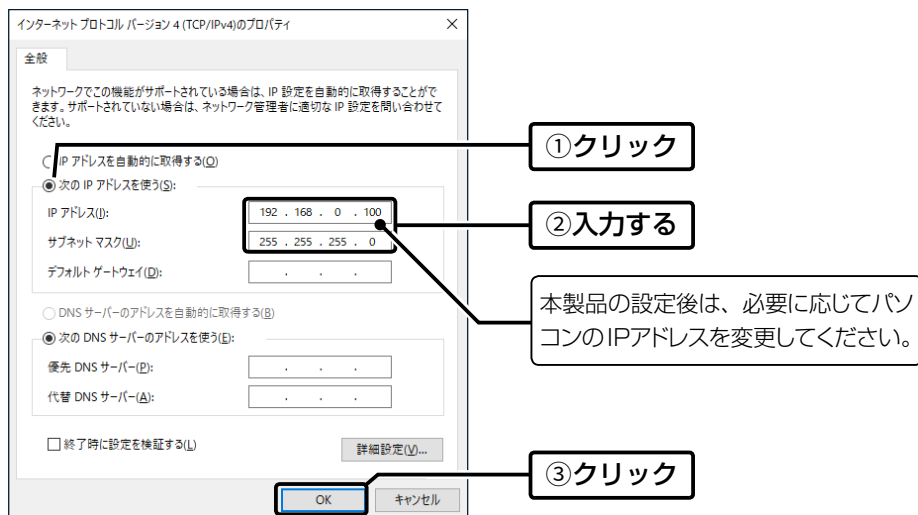 インターネット プロトコル バージョン 4 (TCP/IPv4)のプロパティ
全般
ネットワークでこの機能がサポートされている場合は、IP 設定を自動的に取得することがで
きます。サポートされていない場合は、ネットワーク管理者に適切な IP 設定を問い合わせて
ください。
IP アドレスを自動的に取得する(O)
次の IP アドレスを使う(S):
IP アドレス(I):
192 . 168 . 0 . 100
サブネット マスク(U):
255 . 255 . 255 . 0
デフォルト ゲートウェイ(D):
. . .
DNS サーバーのアドレスを自動的に取得する(B)
次の DNS サーバーのアドレスを使う(E):
優先 DNS サーバー(P):
. . .
代替 DNS サーバー(A):
. . .
終了時に設定を検証する(L)
詳細設定(V)...
OK
キャンセル
①クリック
②入力する
本製品の設定後は、必要に応じてパソ
コンのIPアドレスを変更してください。
③クリック